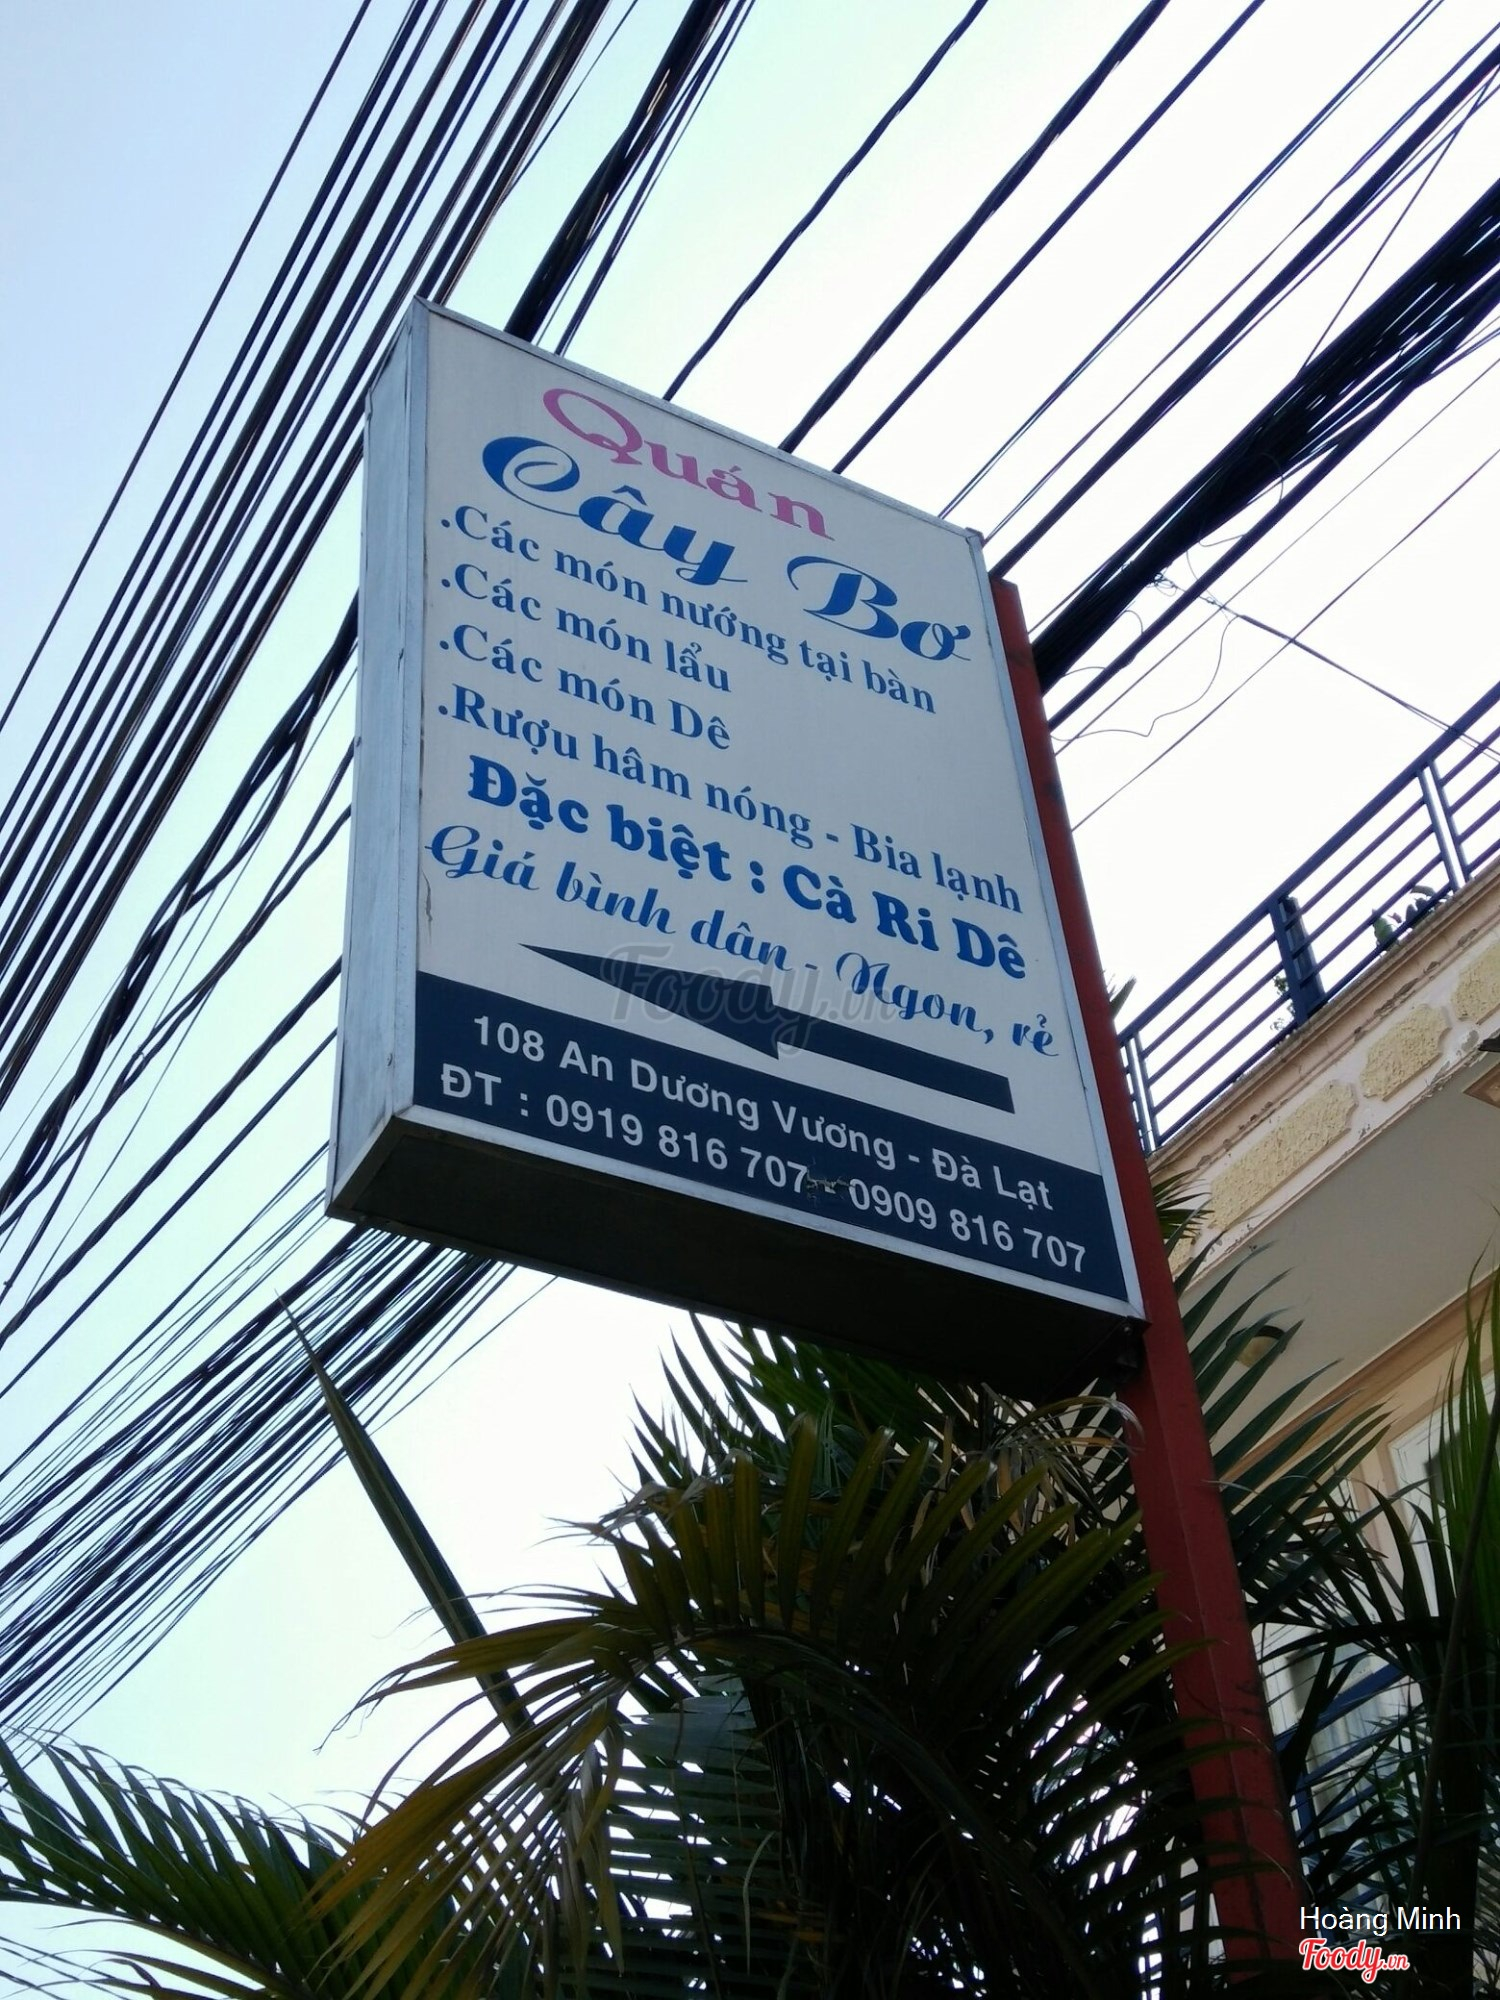 Quán
Cây Bơ
.Các món nướng tại bàn
.Các món lẩu
.Các món Dê
.Rượu hâm nóng - Bia lạnh
Đặc biệt : Cà Ri Dê
Giá bình dân - Ngon, rẻ
Foody.vn
108 An Dương Vương - Đà Lạt
ĐT : 0919 816 707 - 0909 816 707
Hoàng Minh
Foody.vn